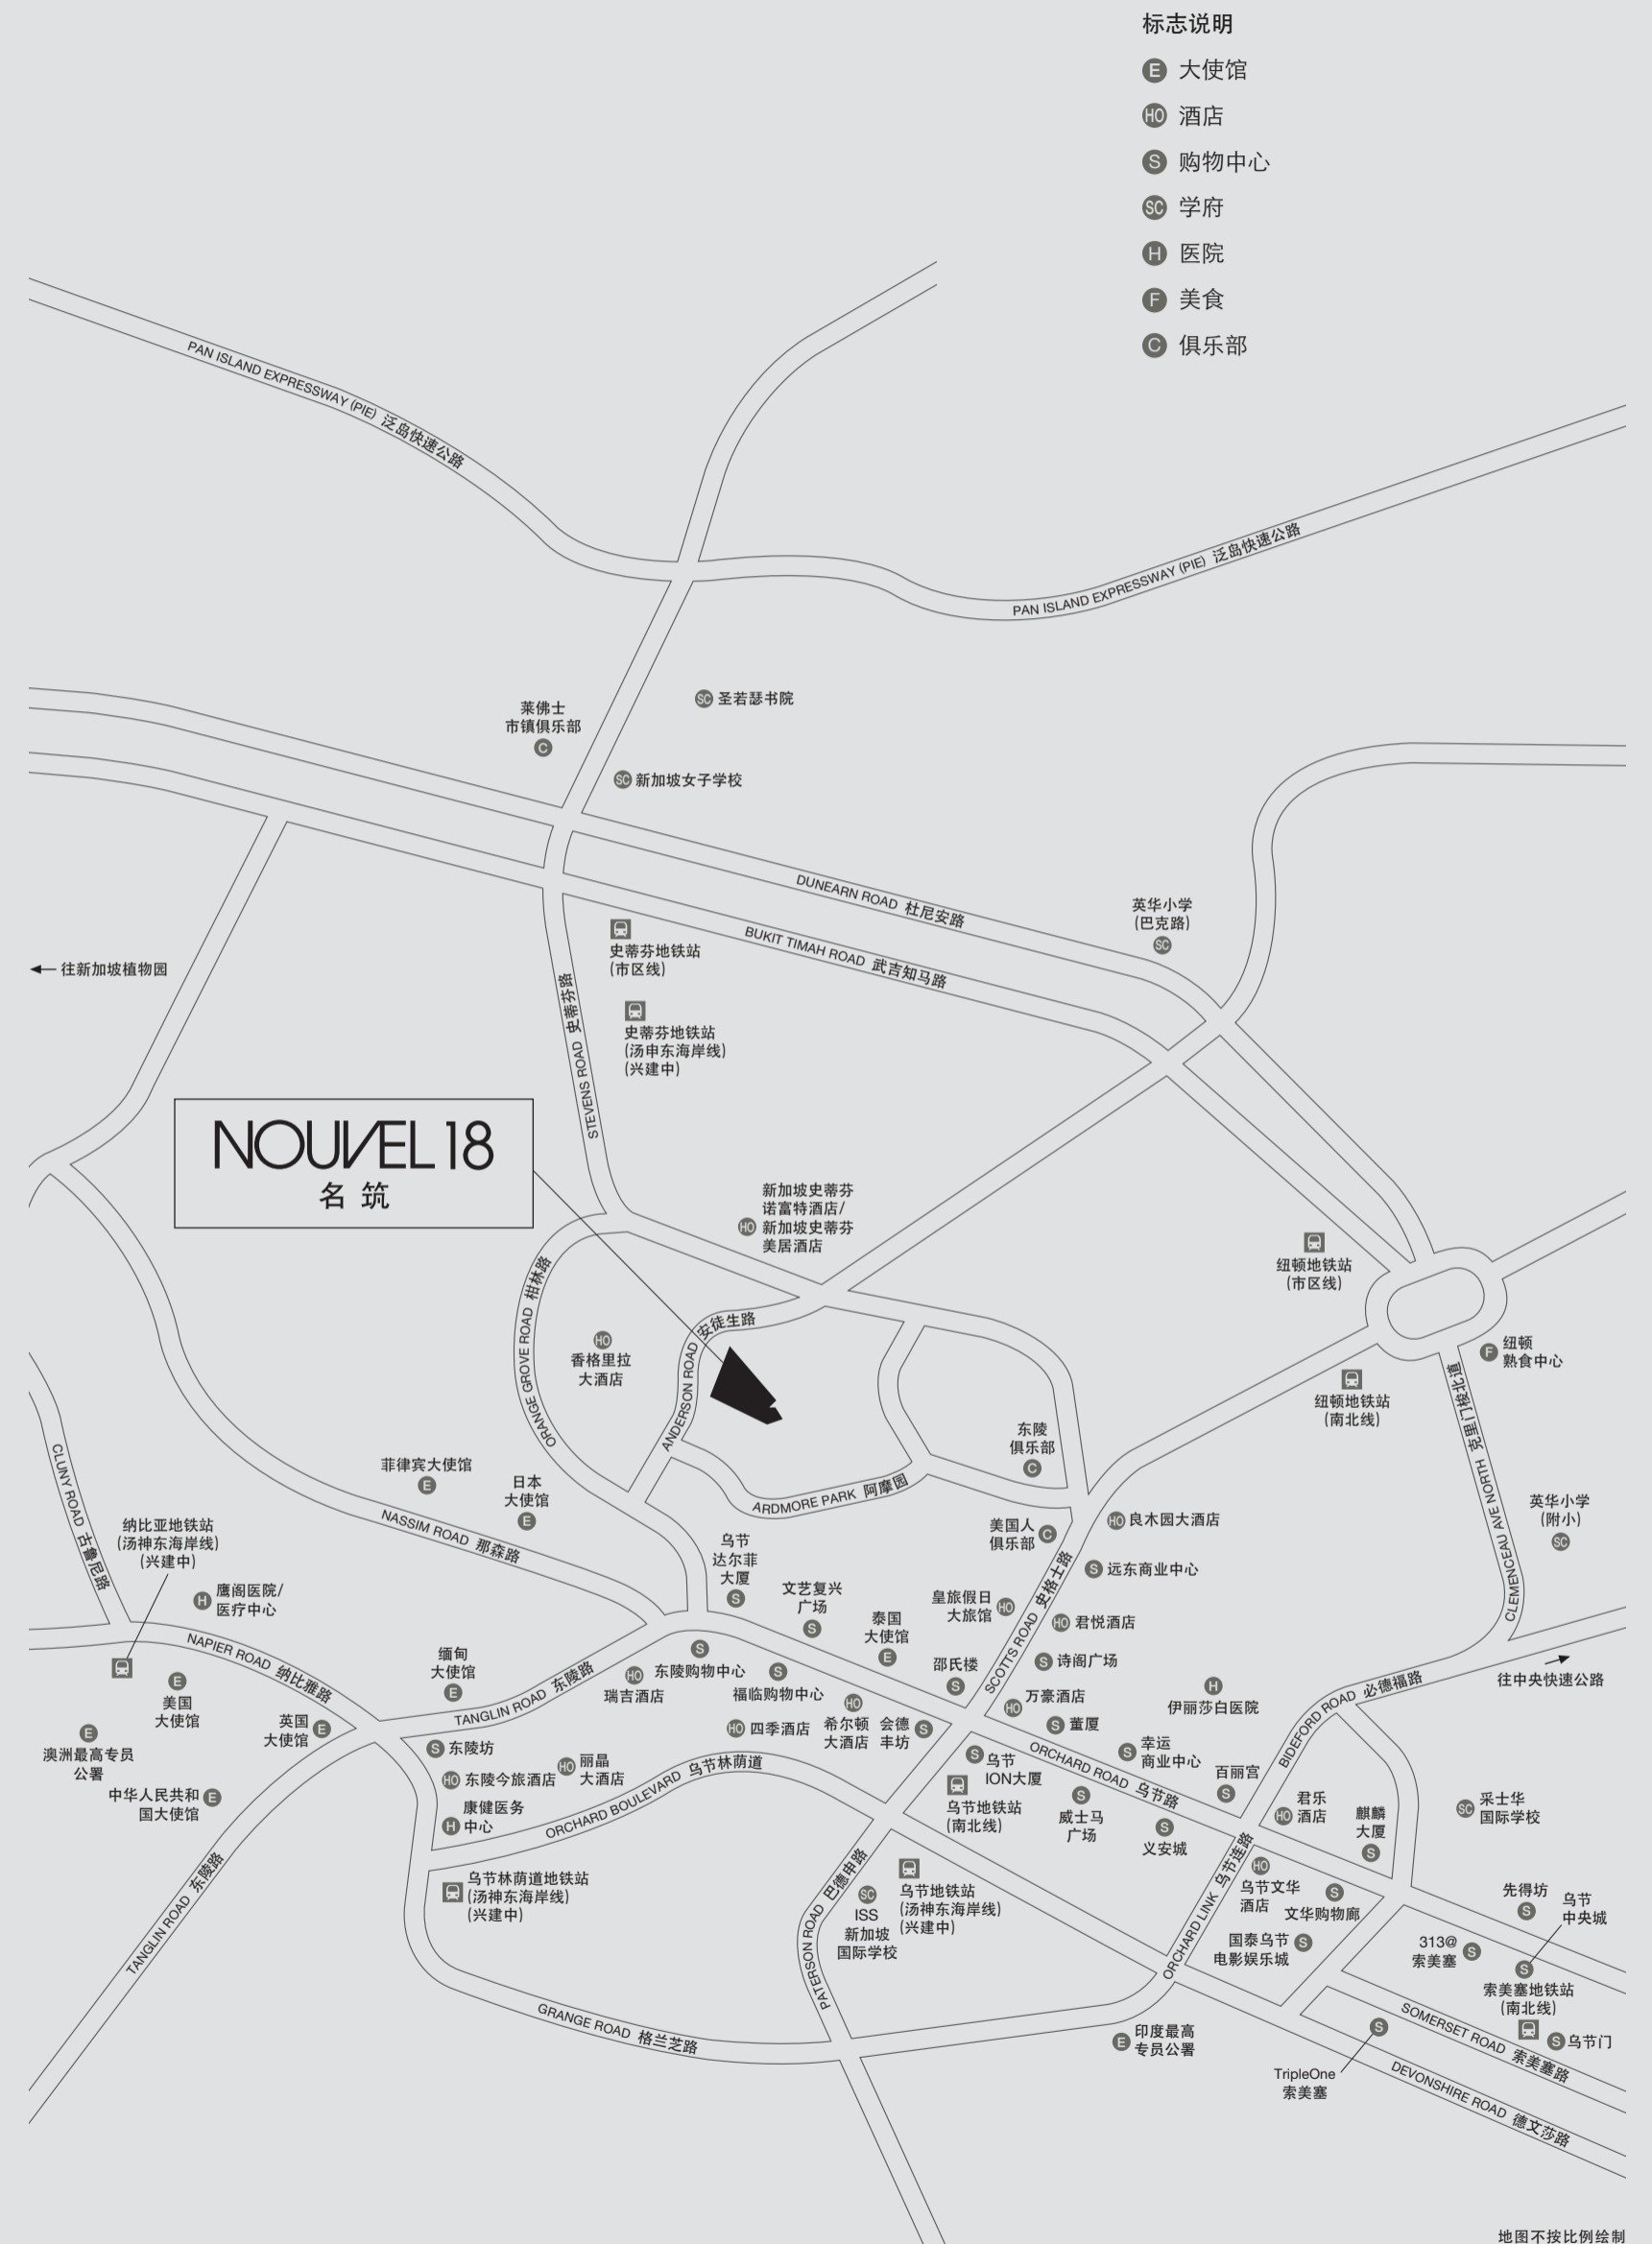 标志说明
E 大使馆
HO 酒店
S 购物中心
SC 学府
H 医院
F 美食
C 俱乐部
PAN ISLAND EXPRESSWAY (PIE) 泛岛快速公路
PAN ISLAND EXPRESSWAY (PIE) 泛岛快速公路
SC 圣若瑟书院
莱佛士
市镇俱乐部
C
SC 新加坡女子学校
DUNEARN ROAD 杜尼安路
英华小学
(巴克路)
SC
BUKIT TIMAH ROAD 武吉知马路
史蒂芬地铁站
(市区线)
往新加坡植物园
STEVENS ROAD 史蒂芬路
史蒂芬地铁站
(汤申东海岸线)
(兴建中)
NOUVEL 18
名筑
新加坡史蒂芬
诺富特酒店/
HO 新加坡史蒂芬
美居酒店
纽顿地铁站
(市区线)
ORANGE GROVE ROAD 柑林路
安徒生路
ANDERSON ROAD
HO
香格里拉
大酒店
F 纽顿
熟食中心
纽顿地铁站
(南北线)
CLEMENCEAU AVE NORTH 克里门梭北道
东陵
俱乐部
C
CLUNY ROAD 古鲁尼路
菲律宾大使馆
E
日本
大使馆
E
ARDMORE PARK 阿摩园
NASSIM ROAD 那森路
纳比亚地铁站
(汤神东海岸线)
(兴建中)
美国人
俱乐部 C
HO 良木园大酒店
英华小学
(附小)
SC
乌节
达尔菲
大厦
S
S 远东商业中心
H 鹰阁医院/
医疗中心
文艺复兴
广场
S
皇旅假日
大旅馆 HO
SCOTTS ROAD 史格士路
HO 君悦酒店
泰国
大使馆
E
NAPIER ROAD 纳比雅路
缅甸
大使馆
E
S
东陵购物中心
HO
瑞吉酒店
S
福临购物中心
邵氏楼
S
S 诗阁广场
H
伊丽莎白医院
往中央快速公路
BIDEFORD ROAD 必德福路
E
美国
大使馆
TANGLIN ROAD 东陵路
HO 万豪酒店
英国
大使馆 E
E
澳洲最高专员
公署
HO 四季酒店
HO
希尔顿
大酒店
会德
丰坊 S
S 董厦
S 东陵坊
ORCHARD ROAD 乌节路
S 幸运
商业中心
S 乌节
ION大厦
HO 丽晶
大酒店
HO 东陵今旅酒店
百丽宫
S
中华人民共和
国大使馆 E
ORCHARD BOULEVARD 乌节林荫道
H 康健医务
中心
乌节地铁站
(南北线)
S
威士马
广场
S
义安城
HO 君乐
酒店
麒麟
大厦
S
SC 采士华
国际学校
TANGLIN ROAD 东陵路
乌节林荫道地铁站
(汤神东海岸线)
(兴建中)
PATERSON ROAD 巴德申路
SC
ISS
新加坡
国际学校
乌节地铁站
(汤神东海岸线)
(兴建中)
ORCHARD LINK 乌节连路
HO
乌节文华
酒店
S
文华购物廊
国泰乌节
电影娱乐城 S
先得坊
S
乌节
中央城
313@
索美塞 S
S
索美塞地铁站
(南北线)
S 乌节门
GRANGE ROAD 格兰芝路
E 印度最高
专员公署
SOMERSET ROAD 索美塞路
S
TripleOne
索美塞
DEVONSHIRE ROAD 德文莎路
地图不按比例绘制